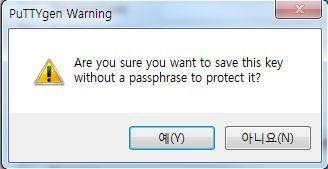 PuTTYgen Warning
Are you sure you want to save this key
without a passphrase to protect it?
예(Y) 아니요(N)